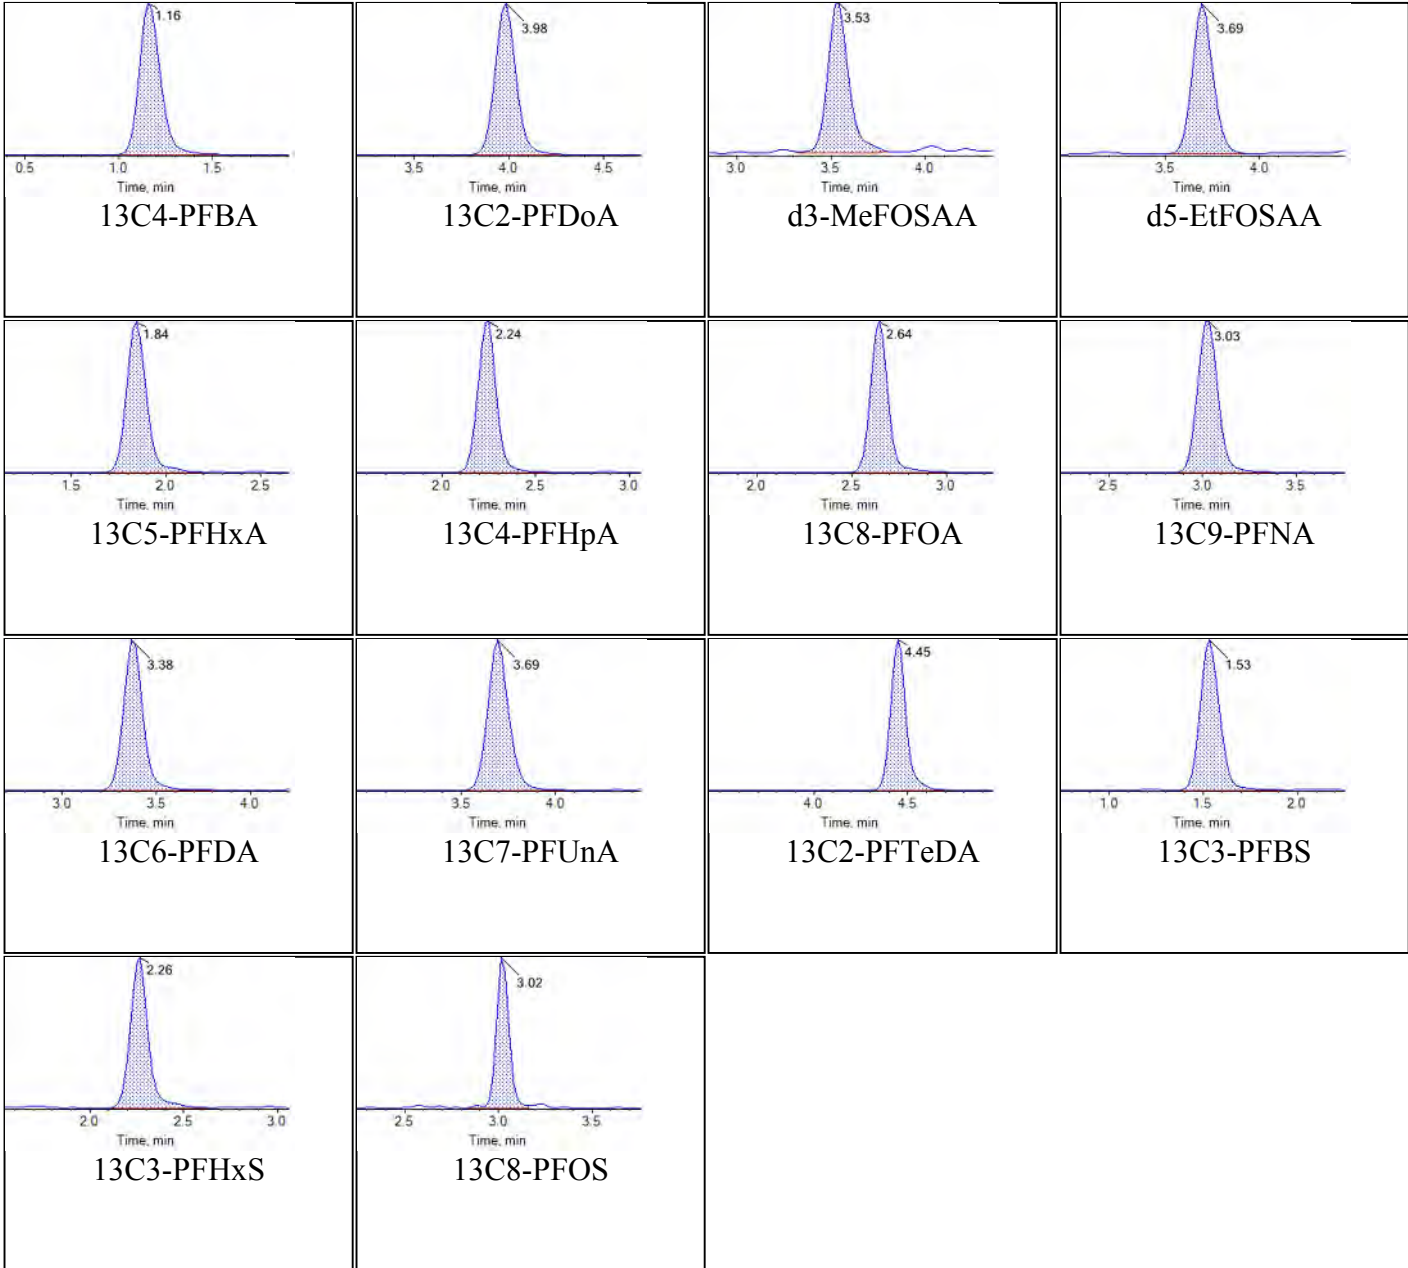 1.16
0.5 1.0 1.5
Time, min
13C4-PFBA
3.98
3.5 4.0 4.5
Time, min
13C2-PFDoA
3.53
3.0 3.5 4.0
Time, min
d3-MeFOSAA
3.69
3.5 4.0
Time, min
d5-EtFOSAA
1.84
1.5 2.0 2.5
Time, min
13C5-PFHxA
2.24
2.0 2.5 3.0
Time, min
13C4-PFHpA
2.64
2.0 2.5 3.0
Time, min
13C8-PFOA
3.03
2.5 3.0 3.5
Time, min
13C9-PFNA
3.38
3.0 3.5 4.0
Time, min
13C6-PFDA
3.69
3.5 4.0
Time, min
13C7-PFUnA
4.45
4.0 4.5
Time, min
13C2-PFTeDA
1.53
1.0 1.5 2.0
Time, min
13C3-PFBS
2.26
2.0 2.5 3.0
Time, min
13C3-PFHxS
3.02
2.5 3.0 3.5
Time, min
13C8-PFOS